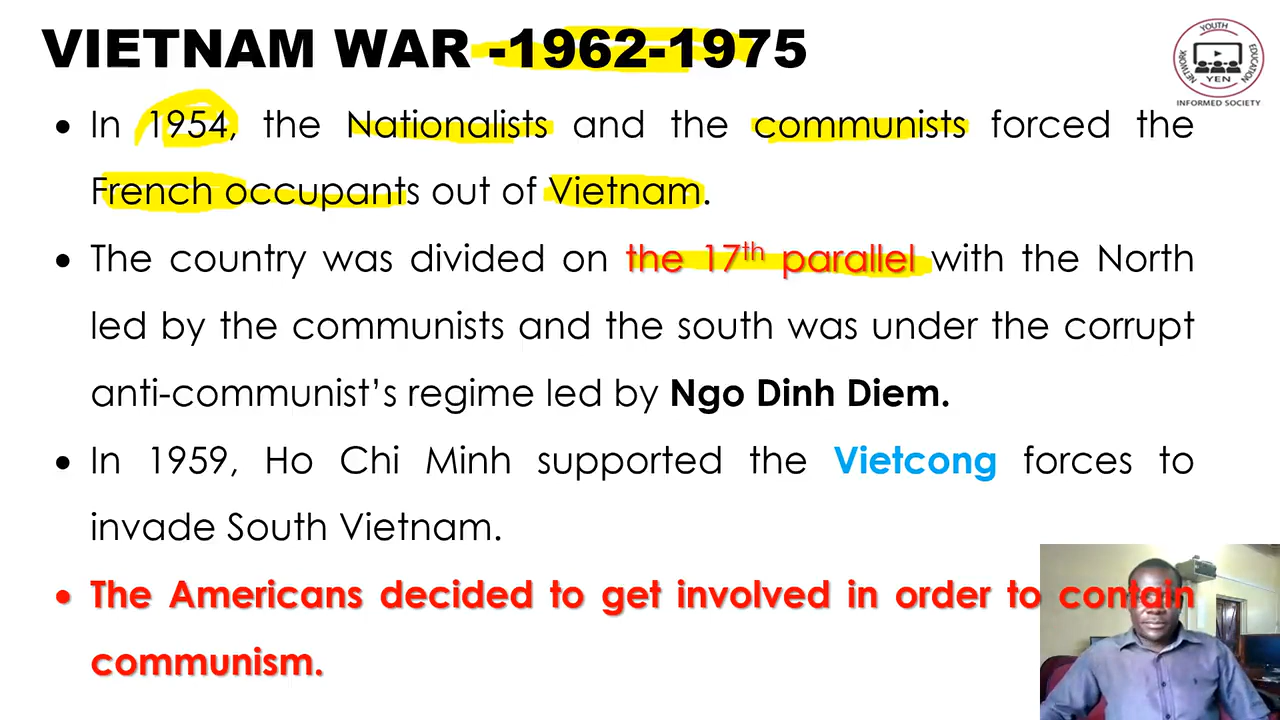 VIETNAM WAR -1962-1975
YOUTH
EDUCATION
NETWORK
YEN
INFORMED SOCIETY
• In 1954, the Nationalists and the communists forced the
French occupants out of Vietnam.
• The country was divided on the 17th parallel with the North
led by the communists and the south was under the corrupt
anti-communist’s regime led by Ngo Dinh Diem.
• In 1959, Ho Chi Minh supported the Vietcong forces to
invade South Vietnam.
• The Americans decided to get involved in order to contain
communism.